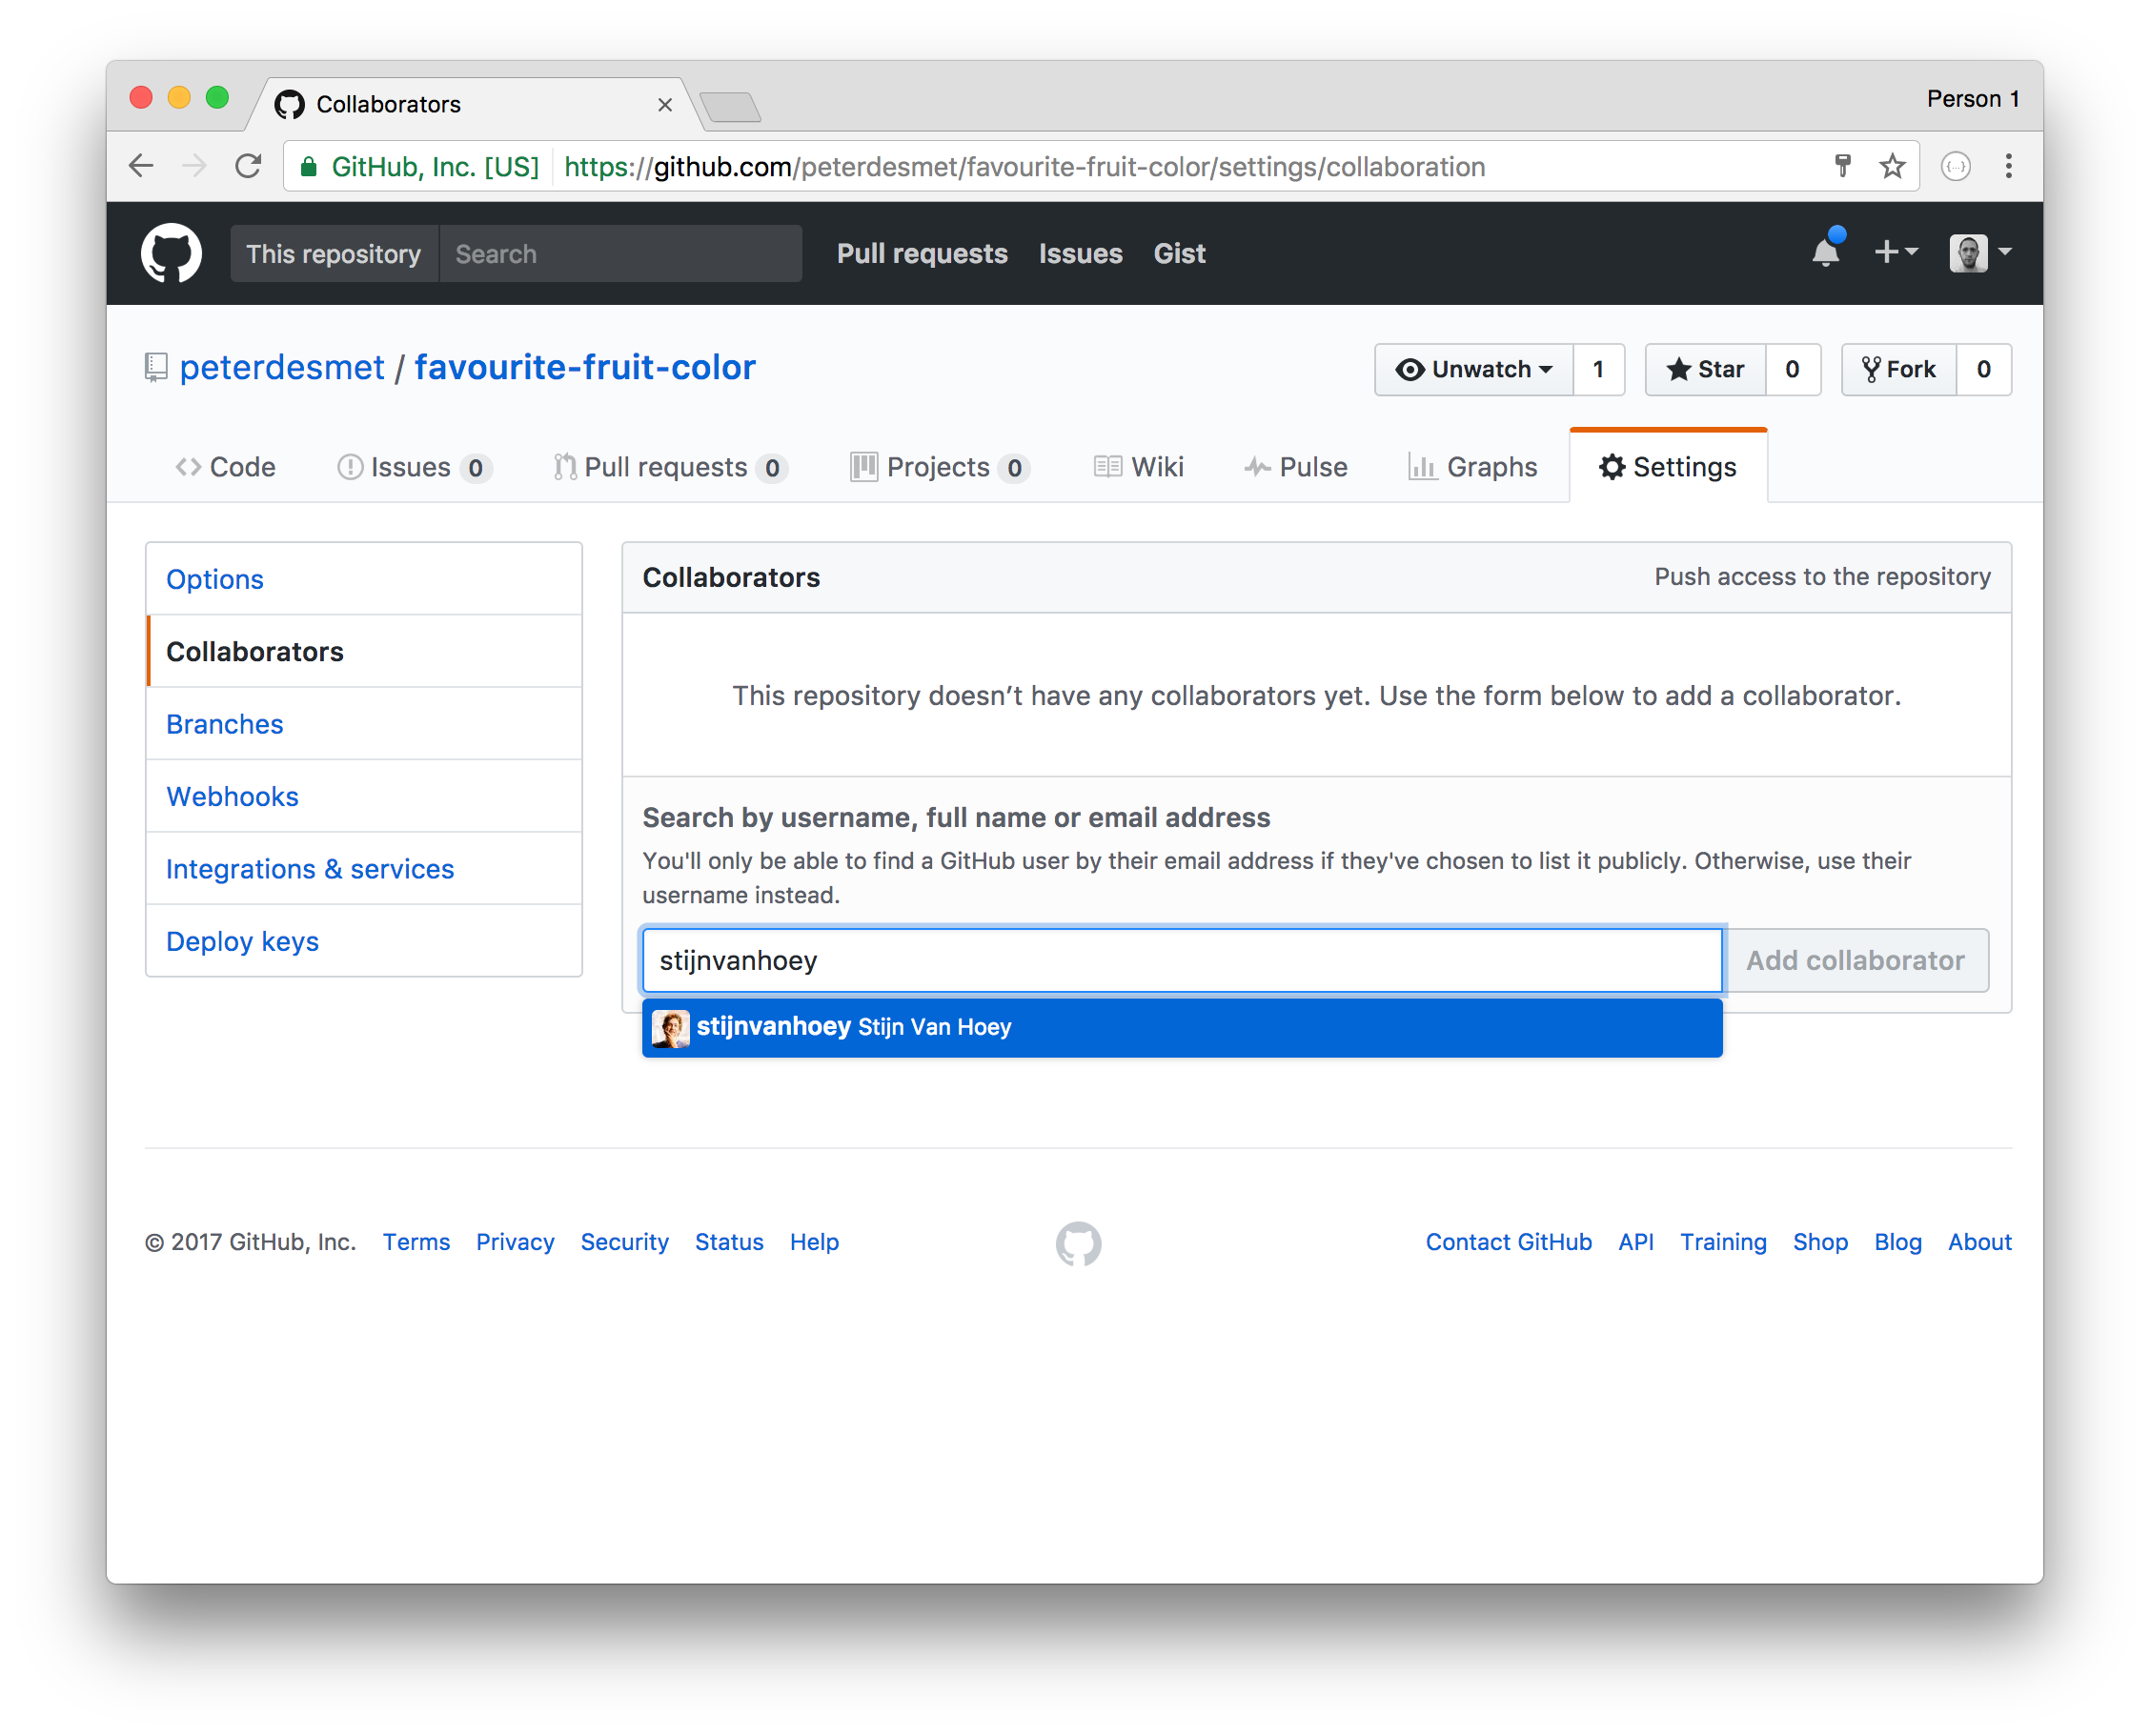 Collaborators
Person 1
GitHub, Inc. [US] https://github.com/peterdesmet/favourite-fruit-color/settings/collaboration {...}
This repository Search Pull requests Issues Gist
peterdesmet / favourite-fruit-color Unwatch 1 Star 0 Fork 0
Code Issues 0 Pull requests 0 Projects 0 Wiki Pulse Graphs Settings
Options
Collaborators
Branches
Webhooks
Integrations & services
Deploy keys
Collaborators Push access to the repository
This repository doesn’t have any collaborators yet. Use the form below to add a collaborator.
Search by username, full name or email address
You'll only be able to find a GitHub user by their email address if they've chosen to list it publicly. Otherwise, use their
username instead.
stijnvanhoey Add collaborator
stijnvanhoey Stijn Van Hoey
© 2017 GitHub, Inc. Terms Privacy Security Status Help Contact GitHub API Training Shop Blog About